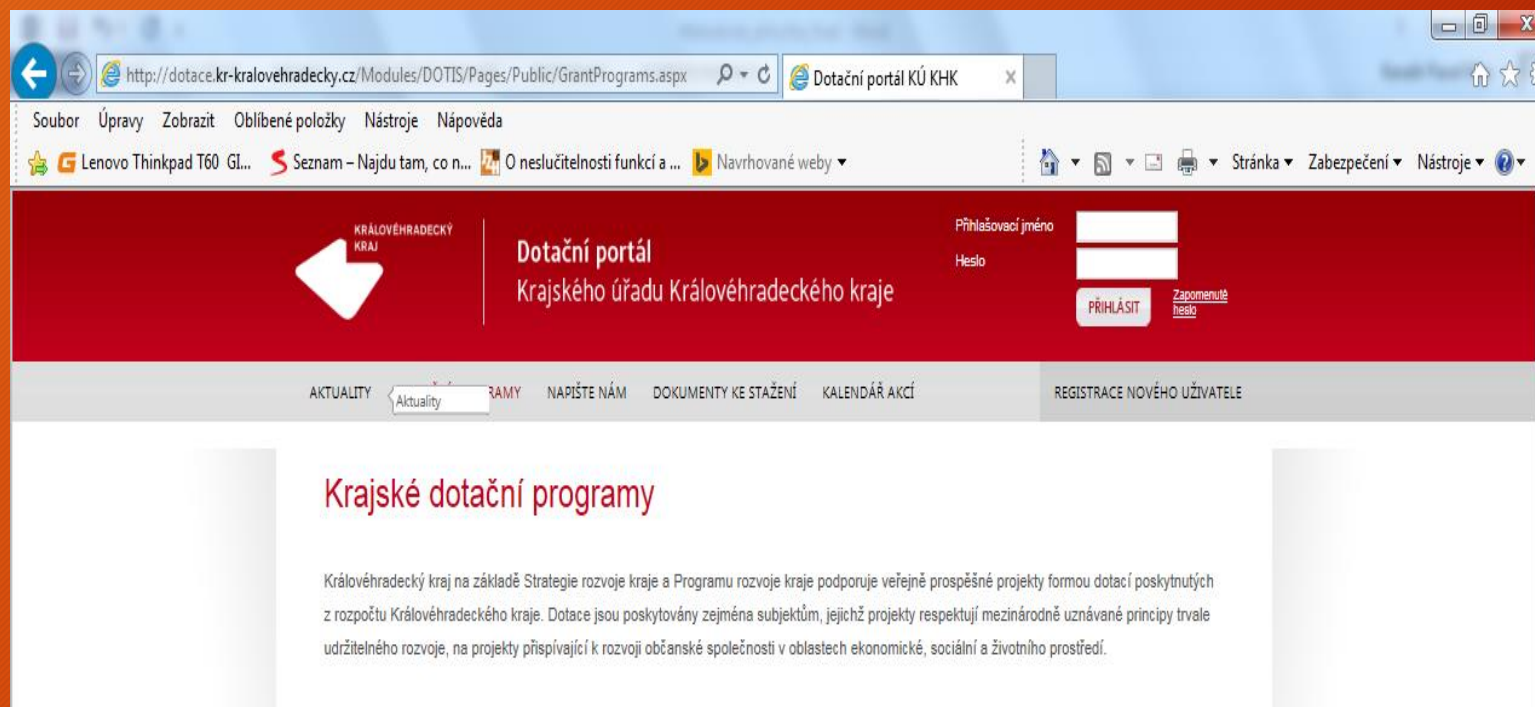 http://dotace.kr-kralovehradecky.cz/Modules/DOTIS/Pages/Public/GrantPrograms.aspx
Dotační portál KÚ KHK
Soubor Úpravy Zobrazit Oblíbené položky Nástroje Nápověda
Lenovo Thinkpad T60 GI... Seznam – Najdu tam, co n... O neslučitelnosti funkcí a ... Navrhované weby Stránka Zabezpečení Nástroje
KRÁLOVÉHRADECKÝ
KRAJ
Dotační portál
Krajského úřadu Královéhradeckého kraje
Přihlašovací jméno
Heslo
PŘIHLÁSIT
Zapomenuté
heslo
AKTUALITY RAMY NAPIŠTE NÁM DOKUMENTY KE STAŽENÍ KALENDÁŘ AKCÍ REGISTRACE NOVÉHO UŽIVATELE
Aktuality
Krajské dotační programy
Královéhradecký kraj na základě Strategie rozvoje kraje a Programu rozvoje kraje podporuje veřejně prospěšné projekty formou dotací poskytnutých
z rozpočtu Královéhradeckého kraje. Dotace jsou poskytovány zejména subjektům, jejichž projekty respektují mezinárodně uznávané principy trvale
udržitelného rozvoje, na projekty přispívající k rozvoji občanské společnosti v oblastech ekonomické, sociální a životního prostředí.